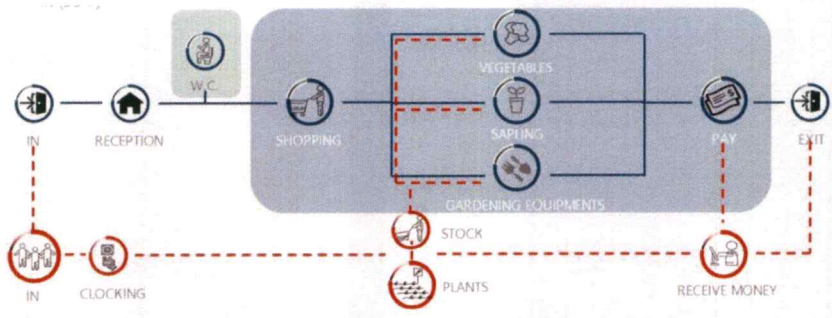 W.C.
VEGETABLES
IN
RECEPTION
SHOPPING
SAPLING
PAY
EXIT
GARDENING EQUIPMENTS
STOCK
IN
CLOCKING
PLANTS
RECEIVE MONEY